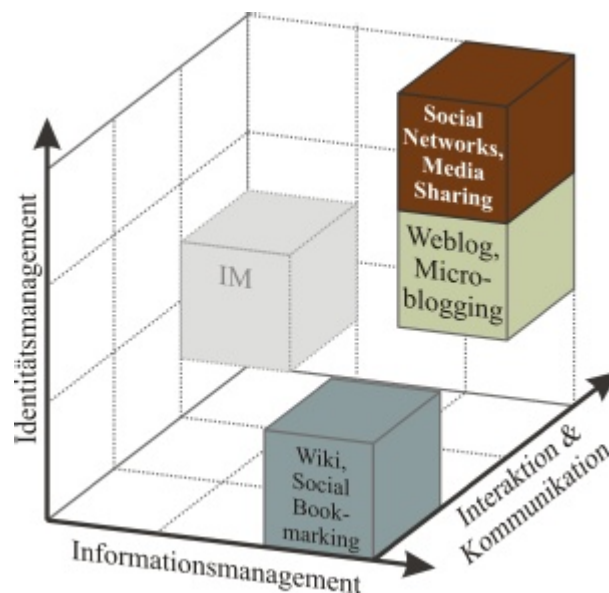 Social
Networks,
Media
Sharing
Weblog,
Micro-
blogging
IM
Wiki,
Social
Book-
marking
Identitätsmanagement
Informationsmanagement
Interaktion &
Kommunikation